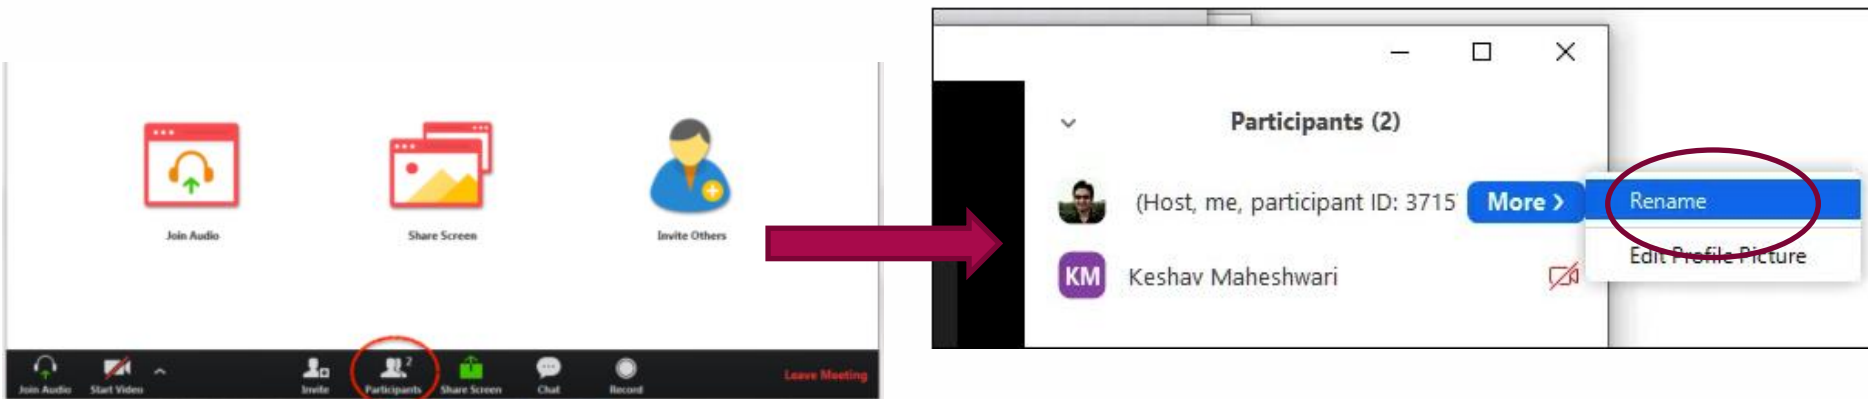 Join Audio
Share Screen
Invite Others
Join Audio
Start Video
Invite
2
Participants
Share Screen
Chat
Record
Leave Meeting
Participants (2)
(Host, me, participant ID: 3715
More >
Rename
Edit Profile Picture
KM
Keshav Maheshwari